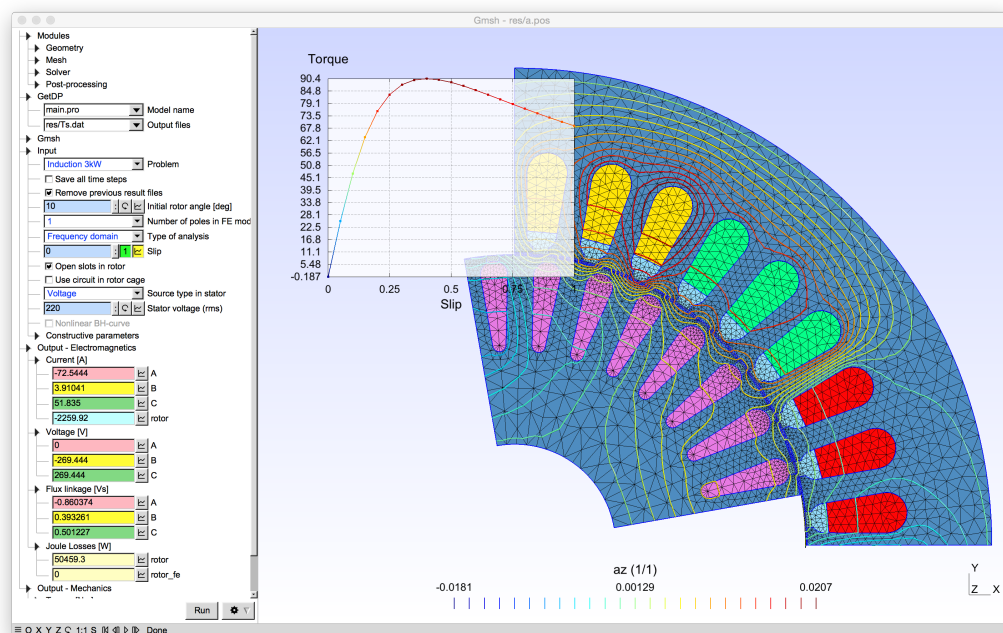 Gmsh - res/a.pos
Modules
Geometry
Mesh
Solver
Post-processing
GetDP
main.pro Model name
res/Ts.dat Output files
Gmsh
Input
Induction 3kW Problem
Save all time steps
Remove previous result files
10 Initial rotor angle [deg]
1 Number of poles in FE mod
Frequency domain Type of analysis
0 1 Slip
Open slots in rotor
Use circuit in rotor cage
Voltage Source type in stator
220 Stator voltage (rms)
Nonlinear BH-curve
Constructive parameters
Output - Electromagnetics
Current [A]
-72.5444 A
3.91041 B
51.835 C
-2259.92 rotor
Voltage [V]
0 A
-269.444 B
269.444 C
Flux linkage [Vs]
-0.860374 A
0.393261 B
0.501227 C
Joule Losses [W]
50459.3 rotor
0 rotor_fe
Output - Mechanics
Run
O X Y Z 1:1 S Done
Torque
90.4
84.8
79.1
73.5
67.8
62.1
56.5
50.8
45.1
39.5
33.8
28.1
22.5
16.8
11.1
5.48
-0.187
0 0.25 0.5 0.75
Slip
az (1/1)
-0.0181 0.00129 0.0207
Y
Z X